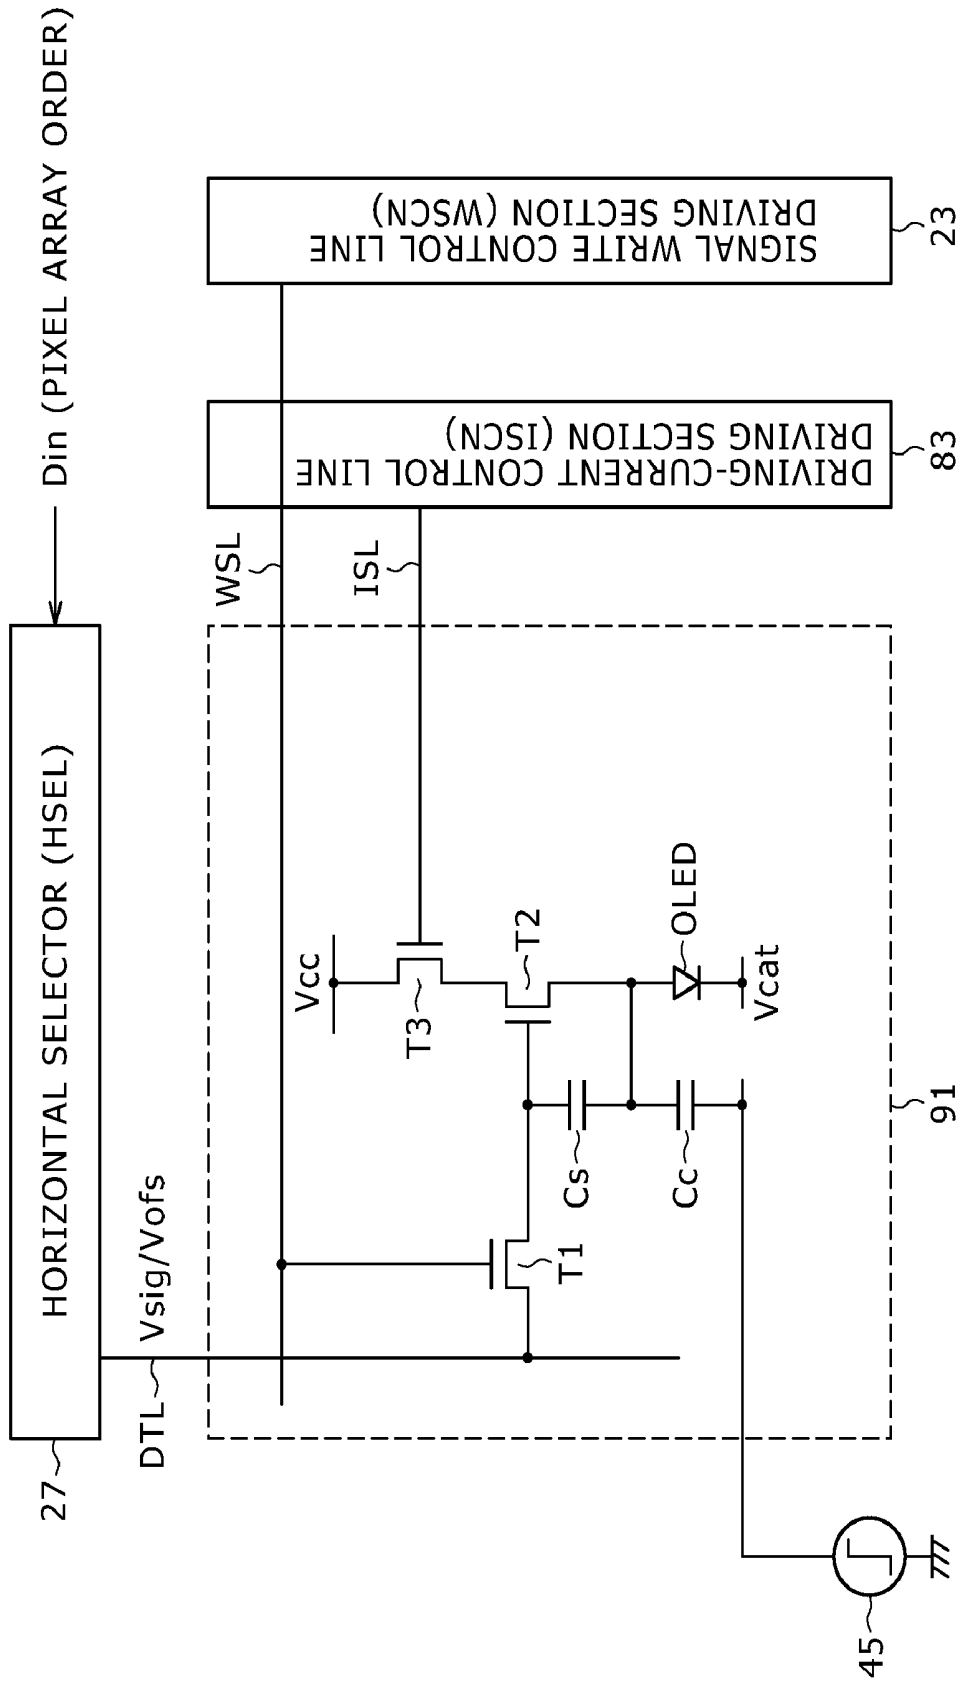 Din (PIXEL ARRAY ORDER)
HORIZONTAL SELECTOR (HSEL)
27
DTL
Vsig/Vofs
WSL
ISL
SIGNAL WRITE CONTROL LINE
DRIVING SECTION (WSCN)
23
DRIVING-CURRENT CONTROL LINE
DRIVING SECTION (ISCN)
83
Vcc
T3
T2
T1
Cs
Cc
OLED
Vcat
91
45